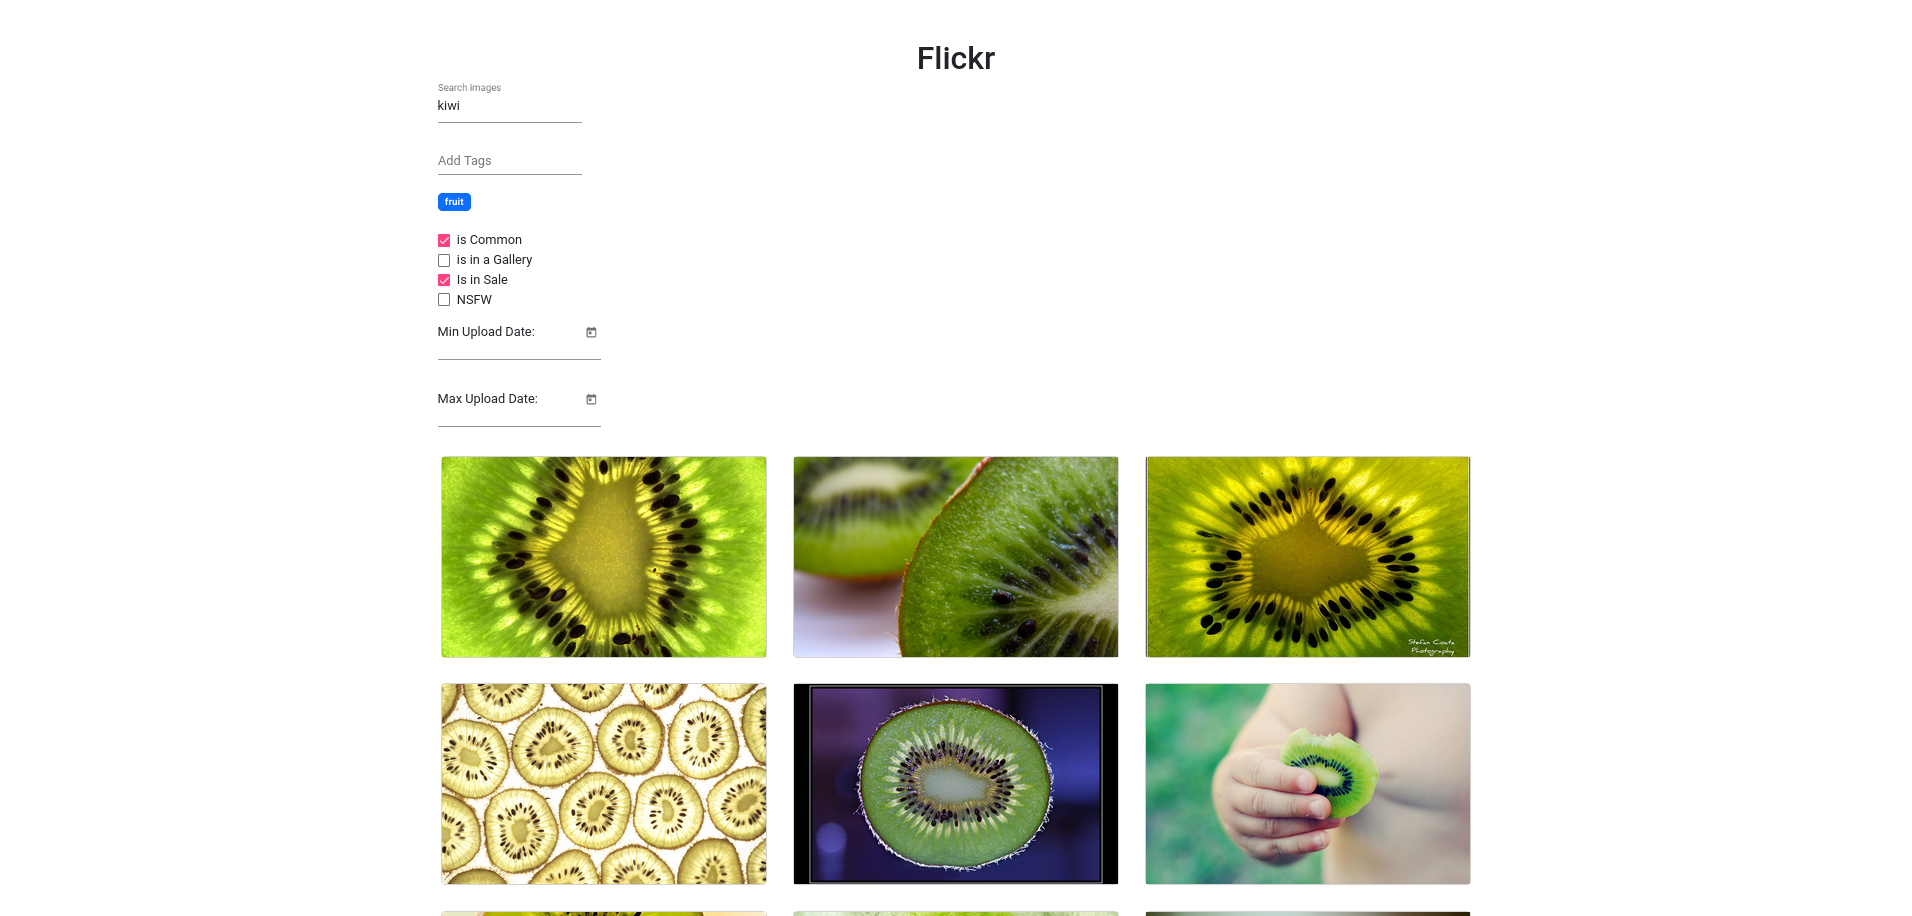 Flickr
Search images
kiwi
Add Tags
fruit
is Common
is in a Gallery
Is in Sale
NSFW
Min Upload Date:
Max Upload Date:
Stefan Cioata
Photography